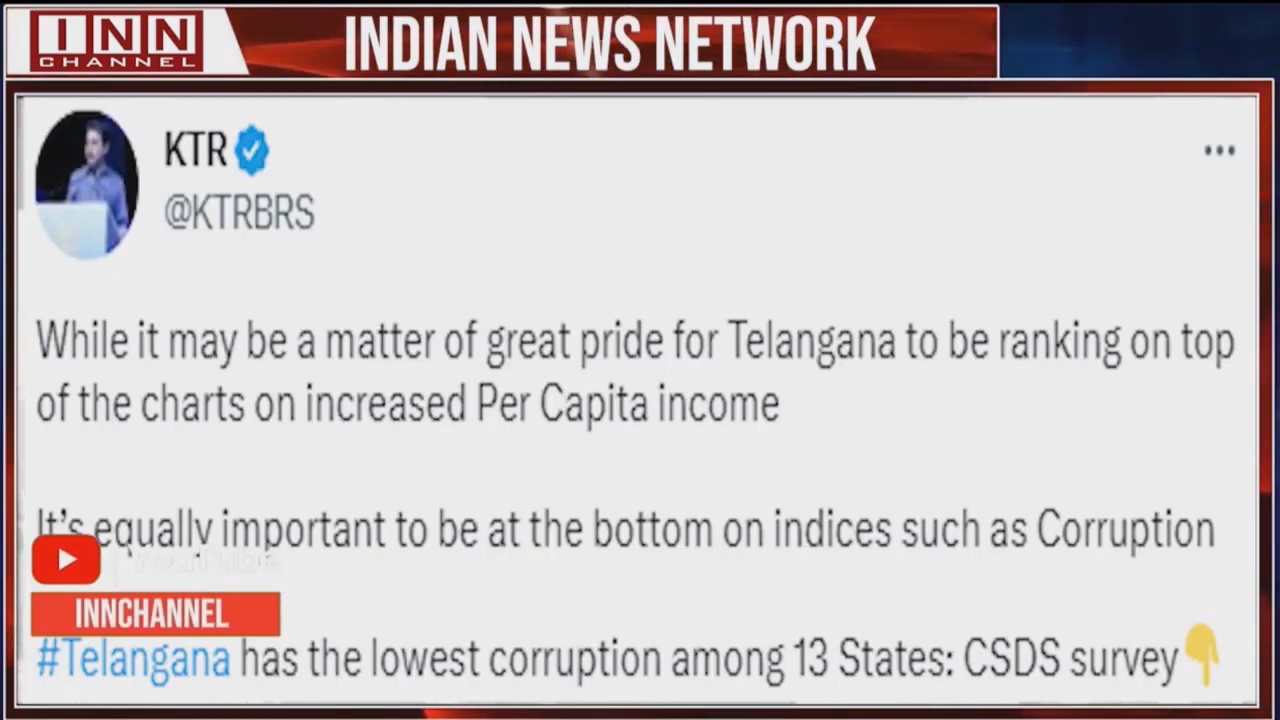 INN
CHANNEL
INDIAN NEWS NETWORK
KTR
@KTRBRS
While it may be a matter of great pride for Telangana to be ranking on top
of the charts on increased Per Capita income
It's equally important to be at the bottom on indices such as Corruption
YouTube
INNCHANNEL
#Telangana has the lowest corruption among 13 States: CSDS survey